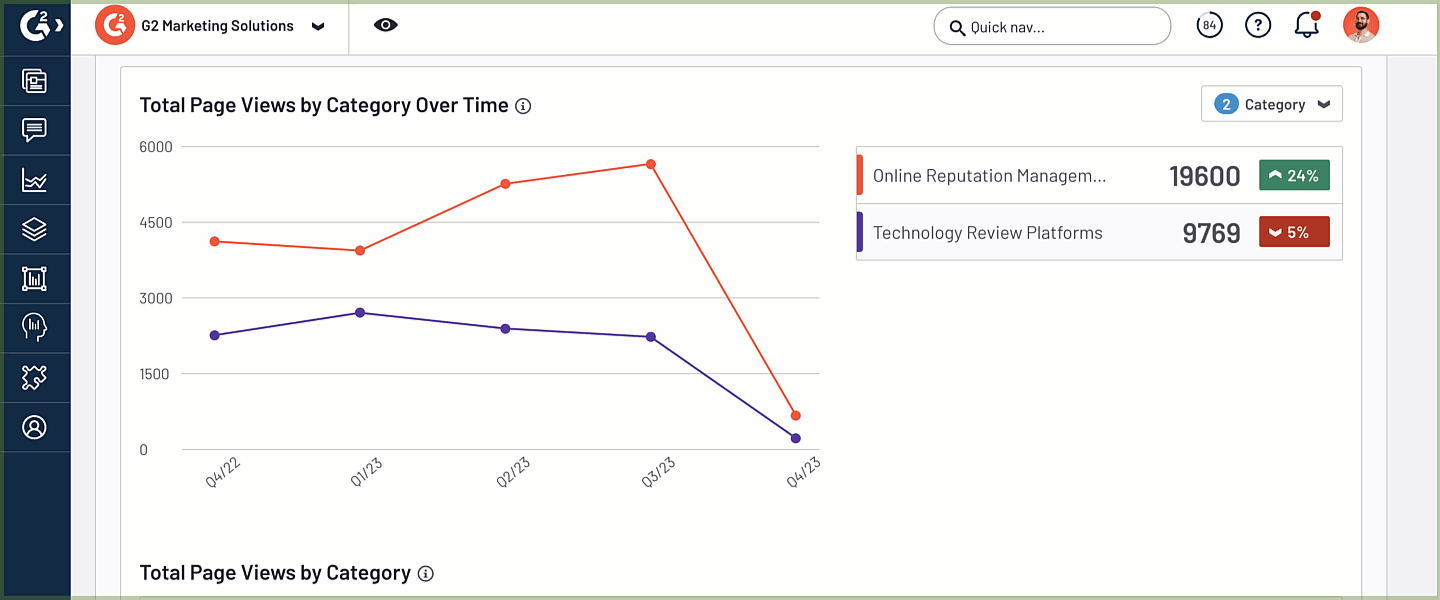 G2 Marketing Solutions
Quick nav...
84
?
Total Page Views by Category Over Time
2 Category
6000
4500
3000
1500
0
Q4/22
Q1/23
Q2/23
Q3/23
Q4/23
Online Reputation Managem... 19600 24%
Technology Review Platforms 9769 5%
Total Page Views by Category